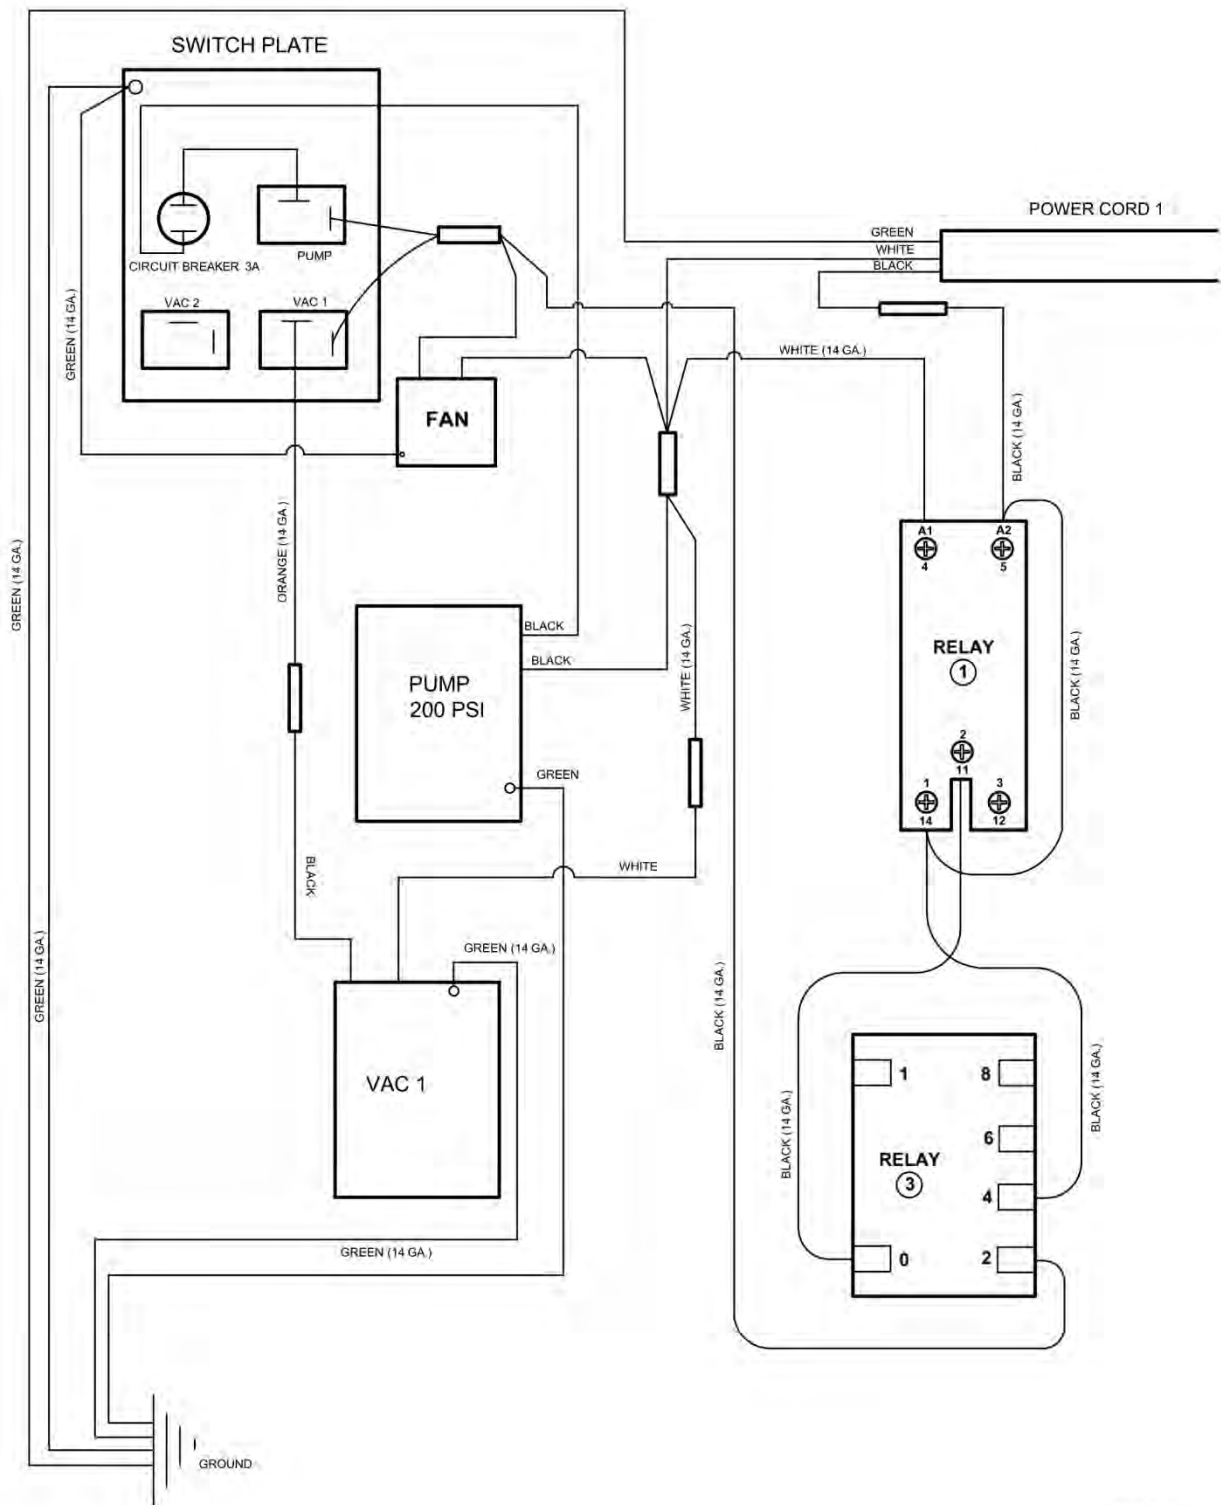 SWITCH PLATE
POWER CORD 1
GREEN
WHITE
BLACK
CIRCUIT BREAKER 3A
PUMP
VAC 2
VAC 1
GREEN (14 GA.)
WHITE (14 GA.)
FAN
BLACK (14 GA.)
ORANGE (14 GA.)
GREEN (14 GA.)
A1
A2
4
5
RELAY
1
2
11
1
3
14
12
BLACK (14 GA.)
BLACK
BLACK
PUMP
200 PSI
WHITE (14 GA.)
GREEN
WHITE
BLACK
GREEN (14 GA.)
GREEN (14 GA.)
BLACK (14 GA.)
VAC 1
1
8
6
RELAY
3
4
0
2
BLACK (14 GA.)
BLACK (14 GA.)
GREEN (14 GA.)
GROUND